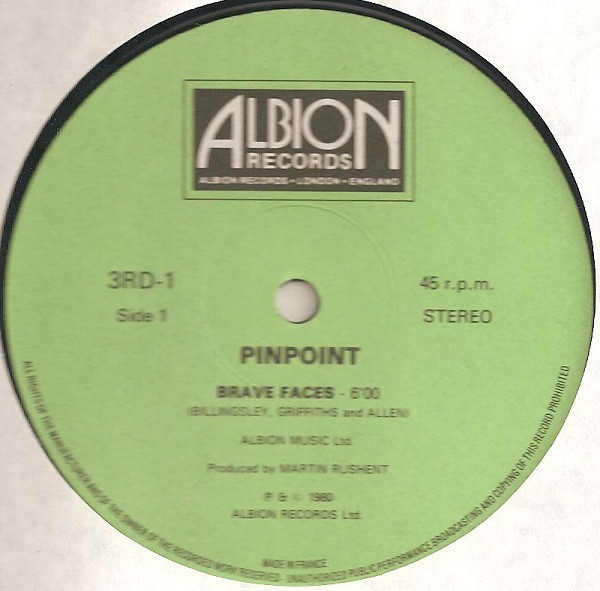 ALBION
RECORDS
ALBION RECORDS • LONDON • ENGLAND
3RD-1
45 r.p.m.
Side 1
STEREO
PINPOINT
BRAVE FACES - 6'00
(BILLINGSLEY, GRIFFITHS and ALLEN)
ALBION MUSIC Ltd.
Produced by MARTIN RUSHENT
℗ & © 1980
ALBION RECORDS Ltd.
MADE IN FRANCE
ALL RIGHTS OF THE MANUFACTURER AND OF THE OWNER OF THE RECORDED WORK RESERVED - UNAUTHORIZED PUBLIC PERFORMANCE BROADCASTING AND COPYING OF THIS RECORD PROHIBITED